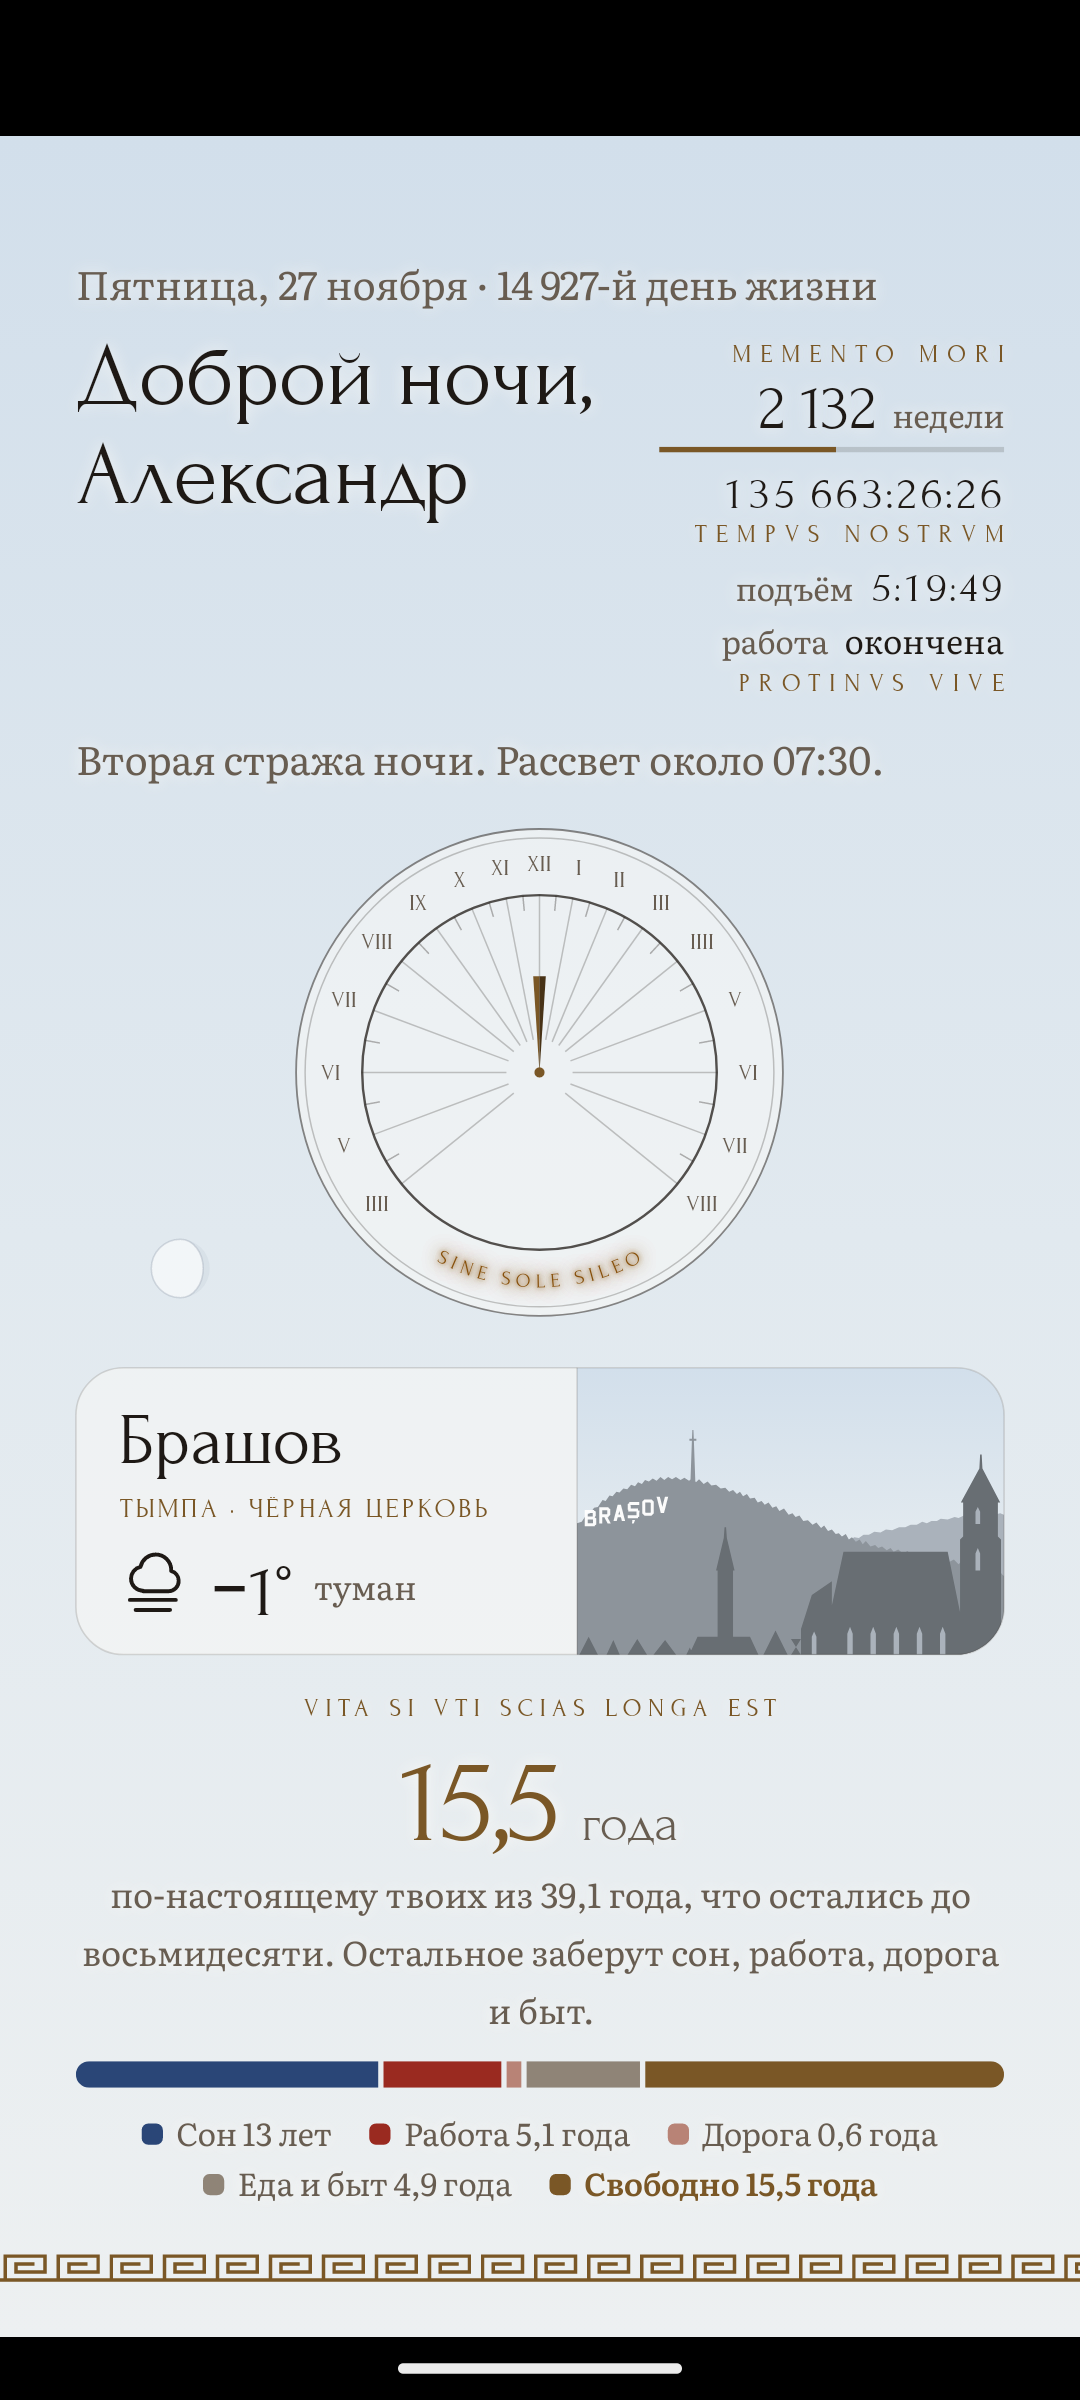 Пятница, 27 ноября · 14 927-й день жизни
Доброй ночи,
Александр
MEMENTO MORI
2 132 недели
135 663:26:26
TEMPVS NOSTRVM
подъём 5:19:49
работа окончена
PROTINVS VIVE
Вторая стража ночи. Рассвет около 07:30.
XII
XI
I
X
II
IX
III
VIII
IIII
VII
V
VI
VI
V
VII
IIII
VIII
SINE SOLE SILEO
Брашов
ТЫМПА · ЧЁРНАЯ ЦЕРКОВЬ
−1° туман
BRAȘOV
VITA SI VTI SCIAS LONGA EST
15,5 года
по-настоящему твоих из 39,1 года, что остались до
восьмидесяти. Остальное заберут сон, работа, дорога
и быт.
Сон 13 лет Работа 5,1 года Дорога 0,6 года
Еда и быт 4,9 года Свободно 15,5 года